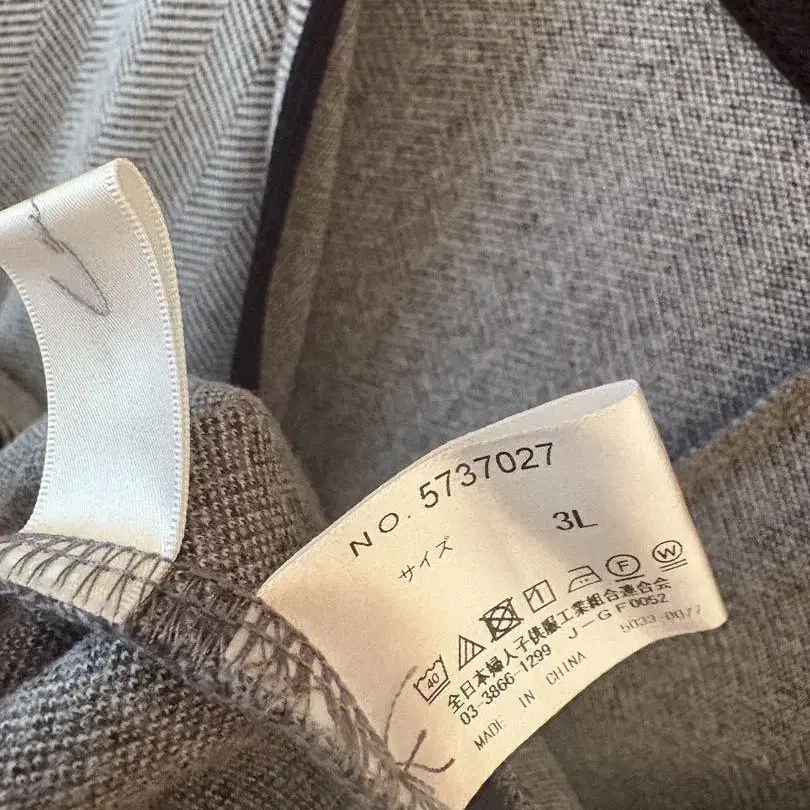 NO. 5737027
サイズ 3L
40 F W
全日本婦人子供服工業組合連合会
03-3866-1299 J-GF0052
MADE IN CHINA